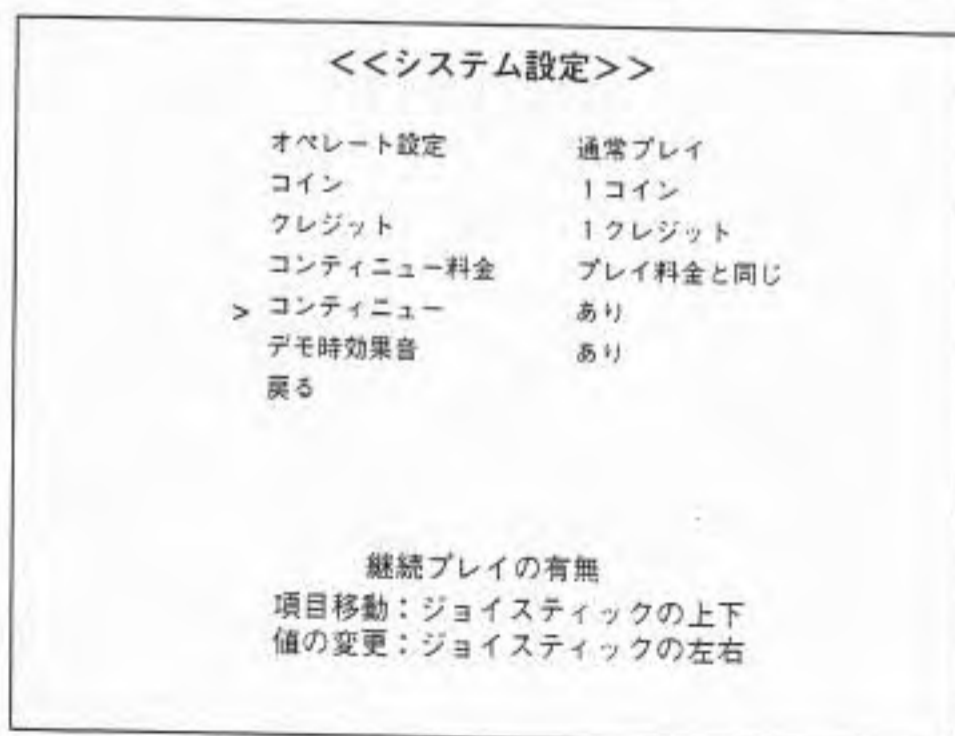 <<システム設定>>
オペレート設定 通常プレイ
コイン 1コイン
クレジット 1クレジット
コンティニュー料金 プレイ料金と同じ
> コンティニュー あり
デモ時効果音 あり
戻る
継続プレイの有無
項目移動：ジョイスティックの上下
値の変更：ジョイスティックの左右